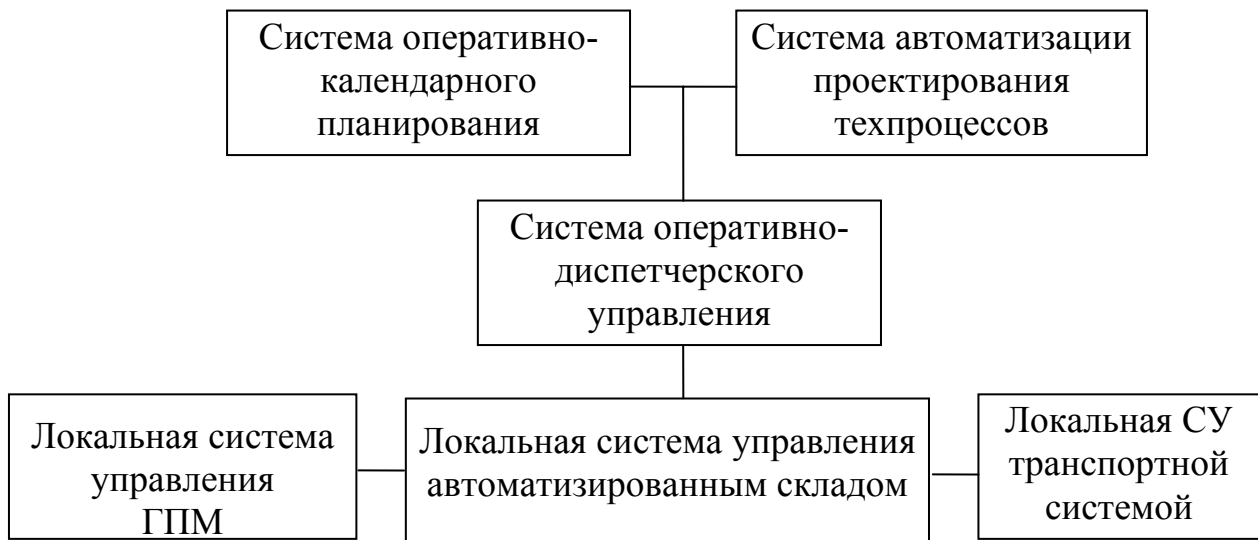 Система оперативно-
календарного
планирования
Система автоматизации
проектирования
техпроцессов
Система оперативно-
диспетчерского
управления
Локальная система
управления
ГПМ
Локальная система управления
автоматизированным складом
Локальная СУ
транспортной
системой